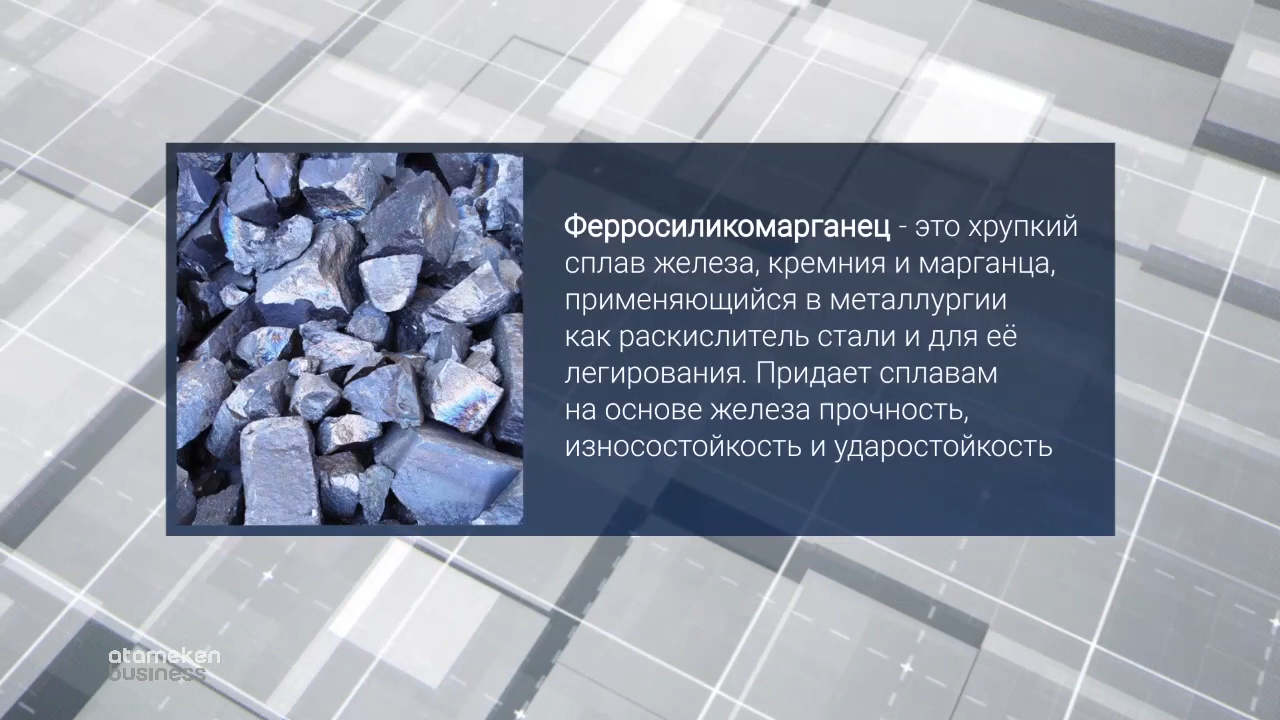 Ферросиликомарганец - это хрупкий
сплав железа, кремния и марганца,
применяющийся в металлургии
как раскислитель стали и для её
легирования. Придает сплавам
на основе железа прочность,
износостойкость и ударостойкость
atameken
business